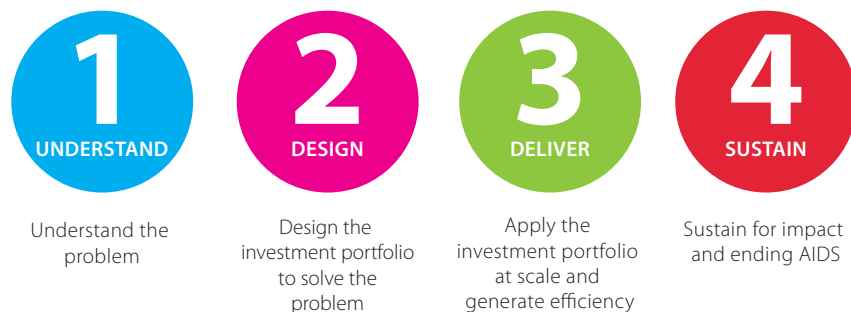 1
UNDERSTAND
Understand the
problem
2
DESIGN
Design the
investment portfolio
to solve the
problem
3
DELIVER
Apply the
investment portfolio
at scale and
generate efficiency
4
SUSTAIN
Sustain for impact
and ending AIDS